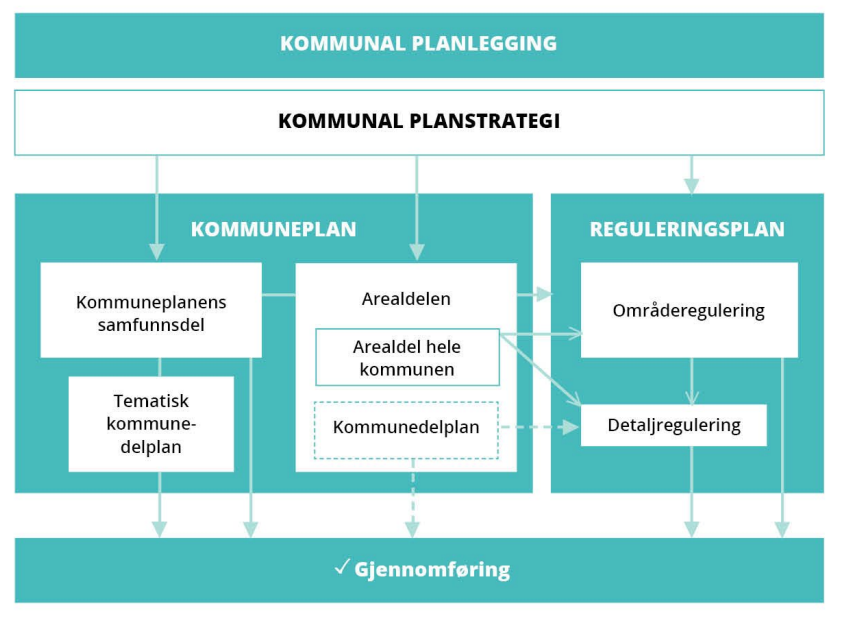 KOMMUNAL PLANLEGGING
KOMMUNAL PLANSTRATEGI
KOMMUNEPLAN
Kommuneplanens
samfunnsdel
Tematisk
kommune-
delplan
Arealdelen
Arealdel hele
kommunen
Kommunedelplan
REGULERINGSPLAN
Områderegulering
Detaljregulering
✓ Gjennomføring